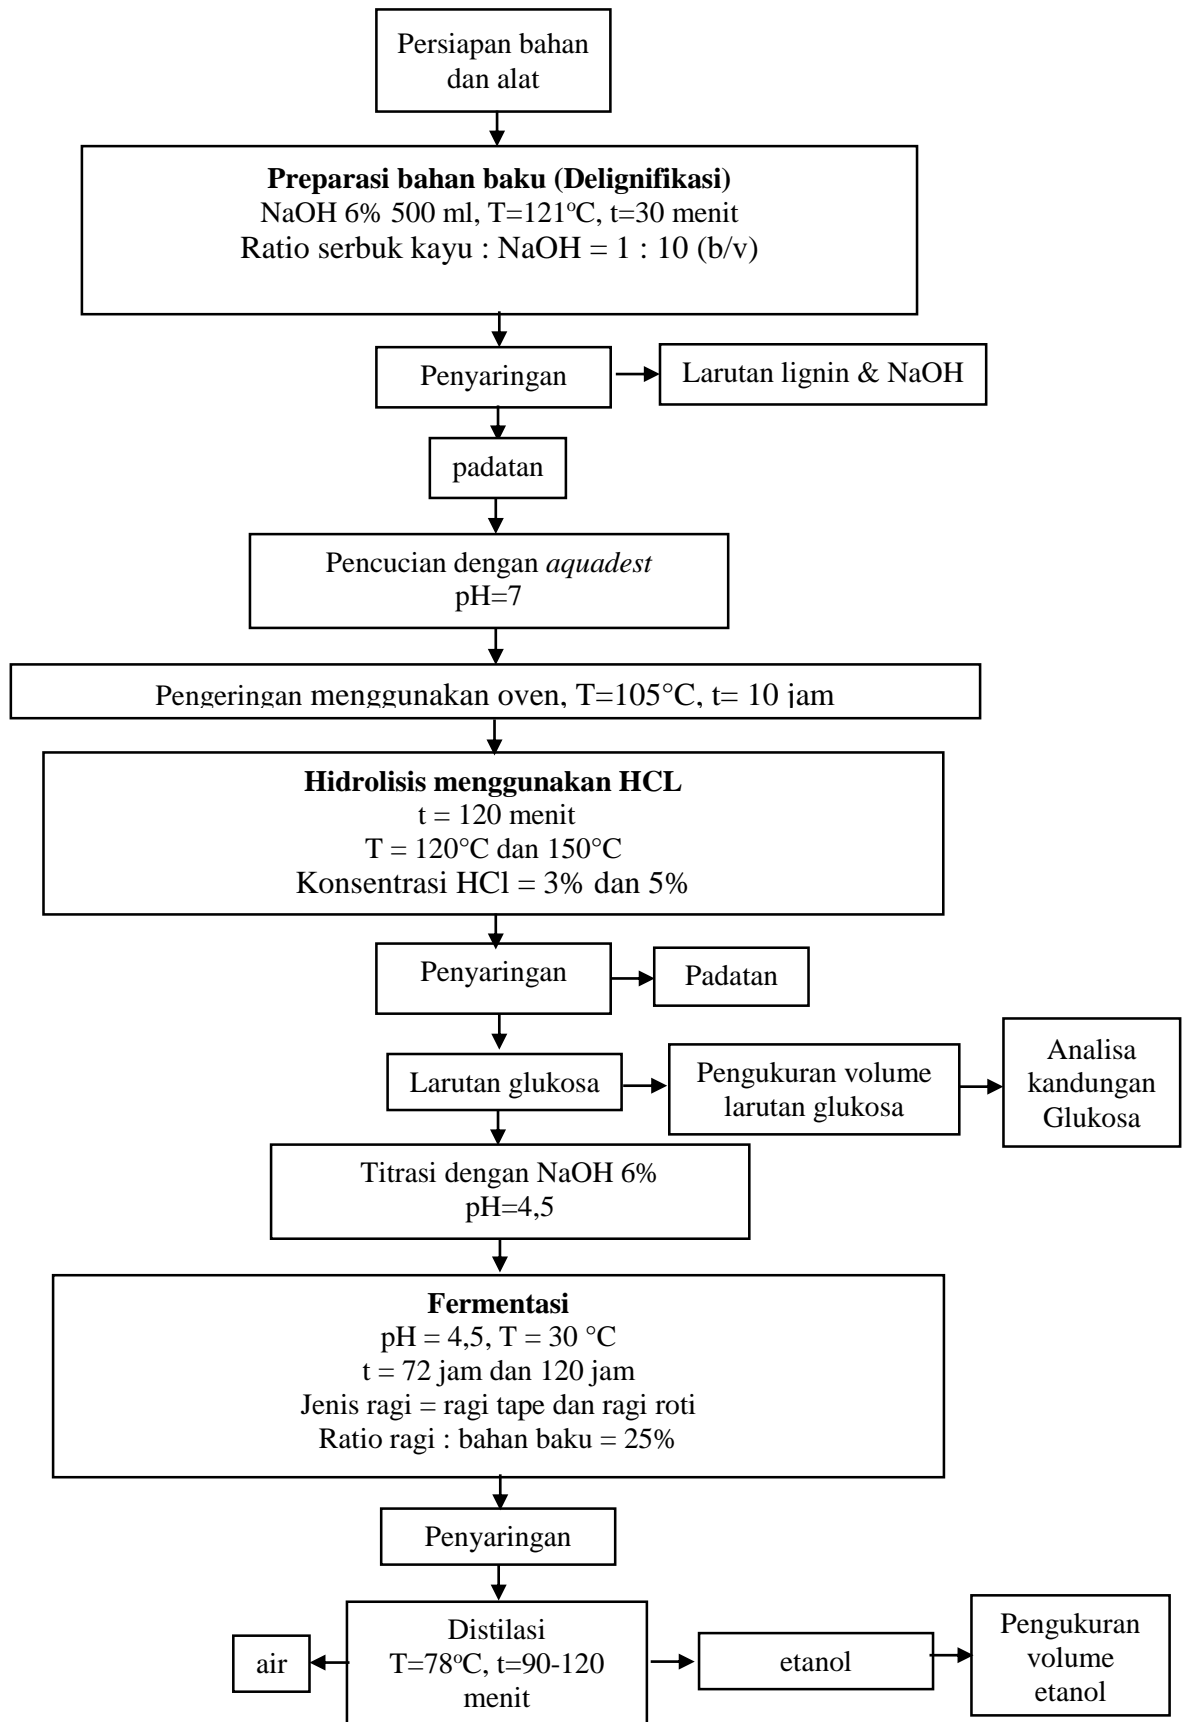 Persiapan bahan
dan alat
Preparasi bahan baku (Delignifikasi)
NaOH 6% 500 ml, T=121°C, t=30 menit
Ratio serbuk kayu : NaOH = 1 : 10 (b/v)
Penyaringan
Larutan lignin & NaOH
padatan
Pencucian dengan aquadest
pH=7
Pengeringan menggunakan oven, T=105°C, t= 10 jam
Hidrolisis menggunakan HCL
t = 120 menit
T = 120°C dan 150°C
Konsentrasi HCl = 3% dan 5%
Penyaringan
Padatan
Larutan glukosa
Pengukuran volume
larutan glukosa
Analisa
kandungan
Glukosa
Titrasi dengan NaOH 6%
pH=4,5
Fermentasi
pH = 4,5, T = 30 °C
t = 72 jam dan 120 jam
Jenis ragi = ragi tape dan ragi roti
Ratio ragi : bahan baku = 25%
Penyaringan
air
Distilasi
T=78°C, t=90-120
menit
etanol
Pengukuran
volume
etanol